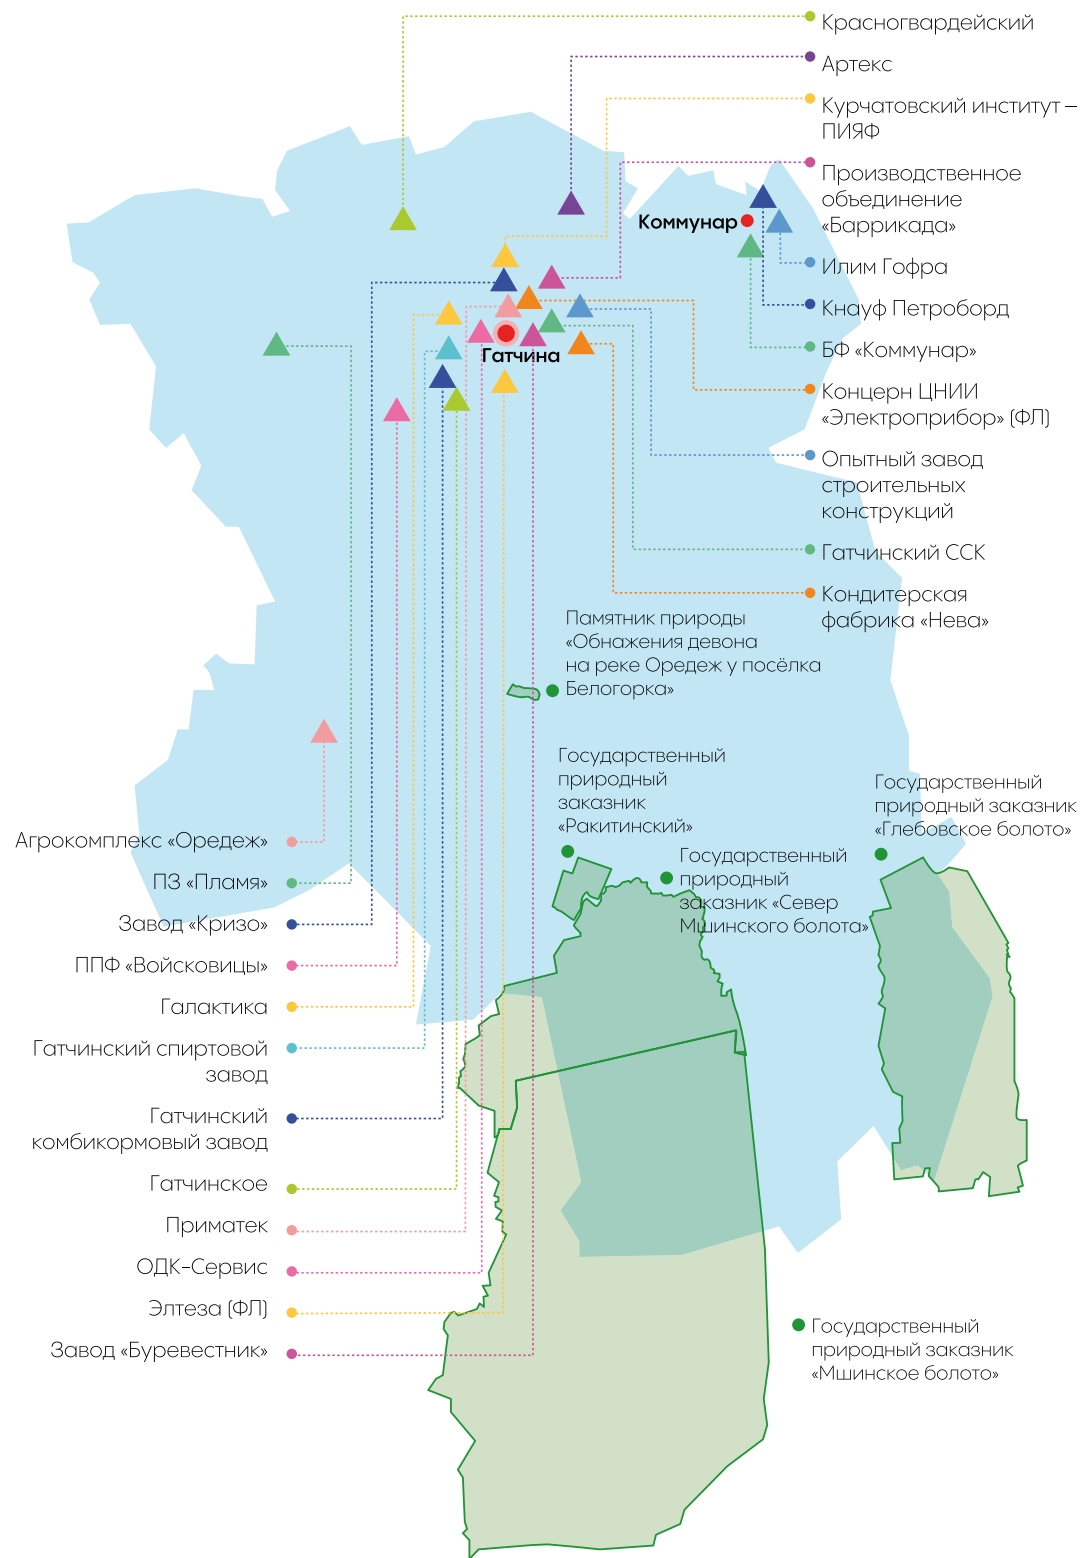 Красногвардейский
Артекс
Курчатовский институт –
ПИЯФ
Производственное
объединение
«Баррикада»
Коммунар
Илим Гофра
Кнауф Петроборд
БФ «Коммунар»
Гатчина
Концерн ЦНИИ
«Электроприбор» (ФЛ)
Опытный завод
строительных
конструкций
Гатчинский ССК
Кондитерская
фабрика «Нева»
Памятник природы
«Обнажения девона
на реке Оредеж у посёлка
Белогорка»
Государственный
природный
заказник
«Ракитинский»
Государственный
природный заказник
«Глебовское болото»
Государственный
природный
заказник «Север
Мшинского болота»
Агрокомплекс «Оредеж»
ПЗ «Пламя»
Завод «Кризо»
ППФ «Войсковицы»
Галактика
Гатчинский спиртовой
завод
Гатчинский
комбикормовый завод
Гатчинское
Приматек
ОДК-Сервис
Элтеза (ФЛ)
Завод «Буревестник»
Государственный
природный заказник
«Мшинское болото»